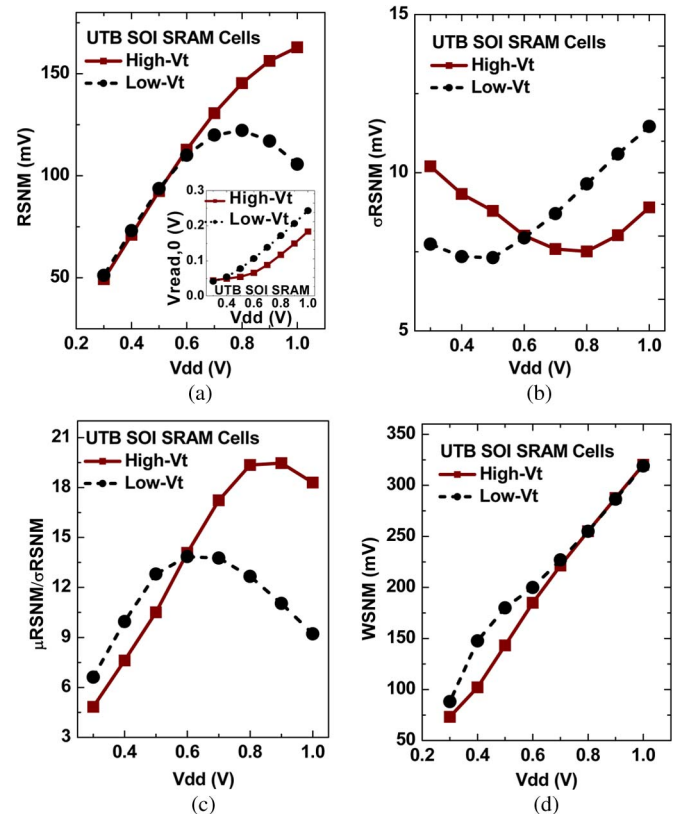 UTB SOI SRAM Cells
High-Vt
Low-Vt
RSNM (mV)
150
100
50
0.2 0.4 0.6 0.8 1.0
Vdd (V)
High-Vt
Low-Vt
Vread,0 (V)
0.3
0.2
0.1
0.0
UTB SOI SRAM
0.4 0.6 0.8 1.0
Vdd (V)
(a)
UTB SOI SRAM Cells
High-Vt
Low-Vt
σRSNM (mV)
15
10
5
0.4 0.6 0.8 1.0
Vdd (V)
(b)
UTB SOI SRAM Cells
High-Vt
Low-Vt
μRSNM/σRSNM
21
18
15
12
9
6
3
0.4 0.6 0.8 1.0
Vdd (V)
(c)
UTB SOI SRAM Cells
High-Vt
Low-Vt
WSNM (mV)
350
300
250
200
150
100
50
0.2 0.4 0.6 0.8 1.0
Vdd (V)
(d)